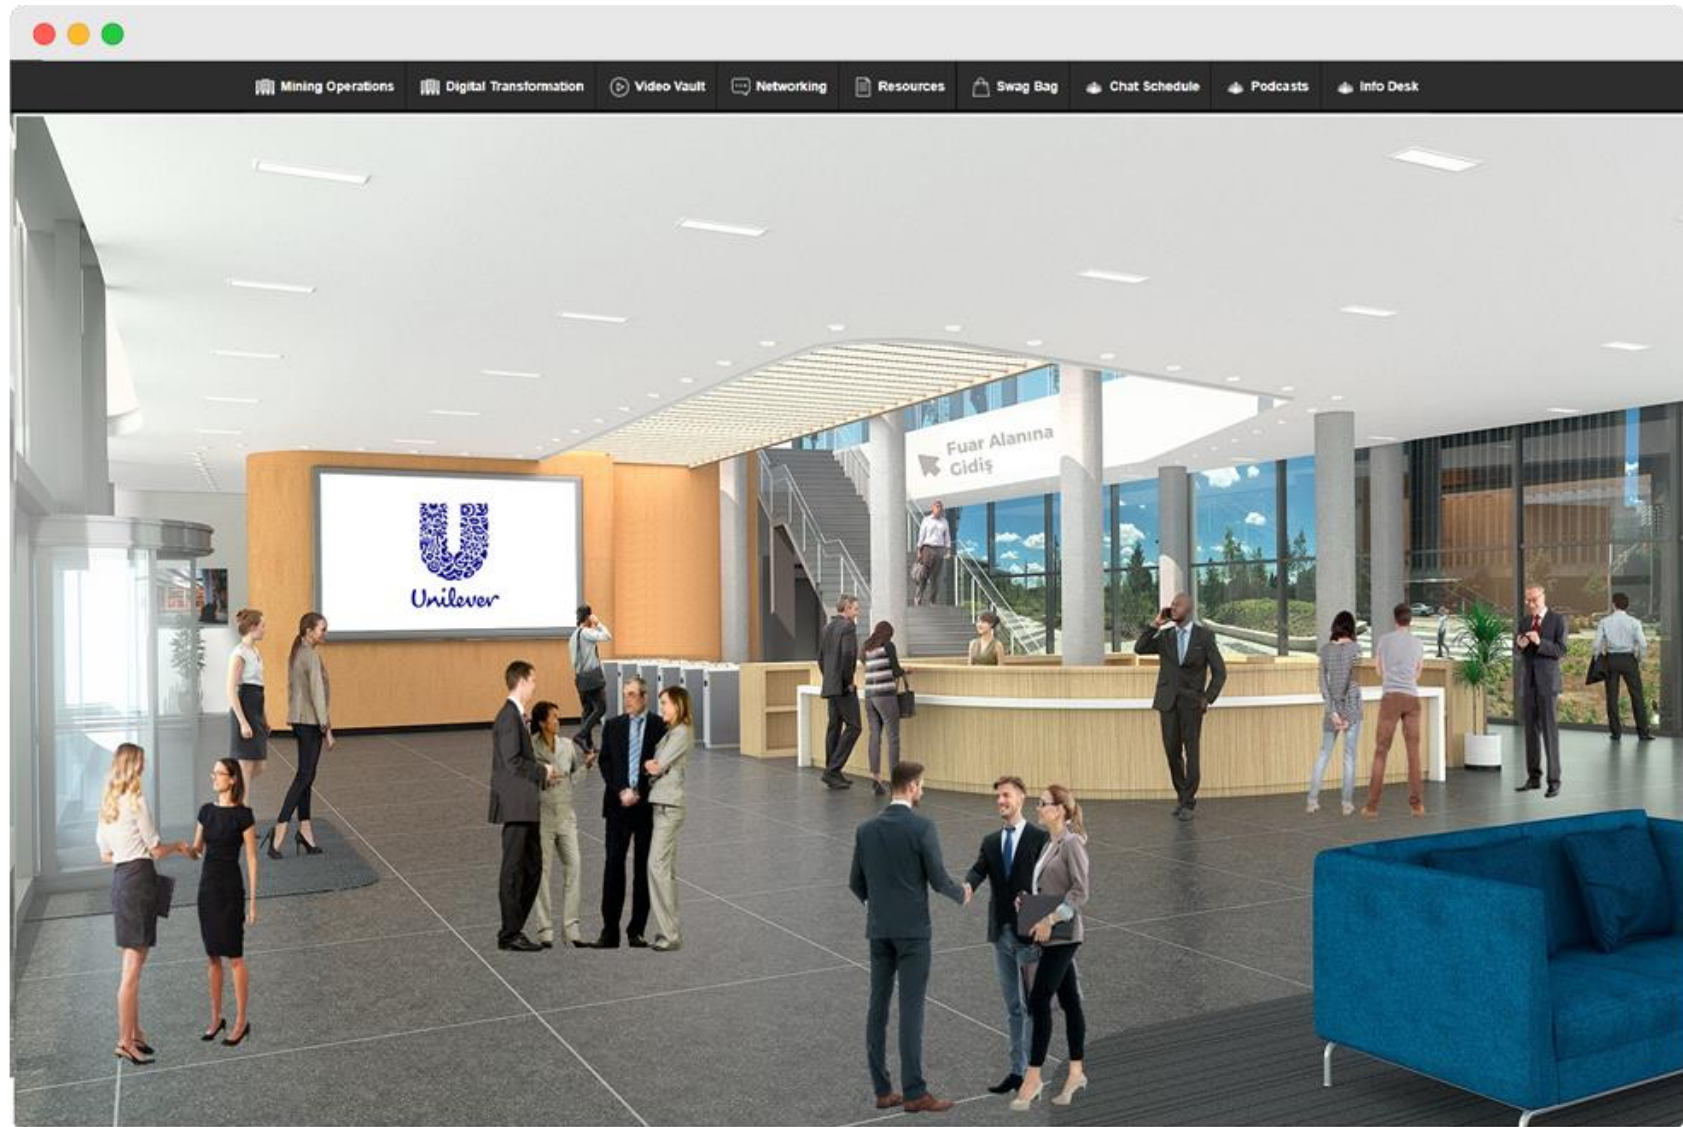 Mining Operations
Digital Transformation
Video Vault
Networking
Resources
Swag Bag
Chat Schedule
Podcasts
Info Desk
Fuar Alanına
Gidiş
Unilever